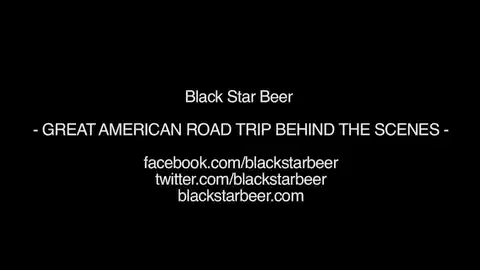 Black Star Beer
- GREAT AMERICAN ROAD TRIP BEHIND THE SCENES -
facebook.com/blackstarbeer
twitter.com/blackstarbeer
blackstarbeer.com